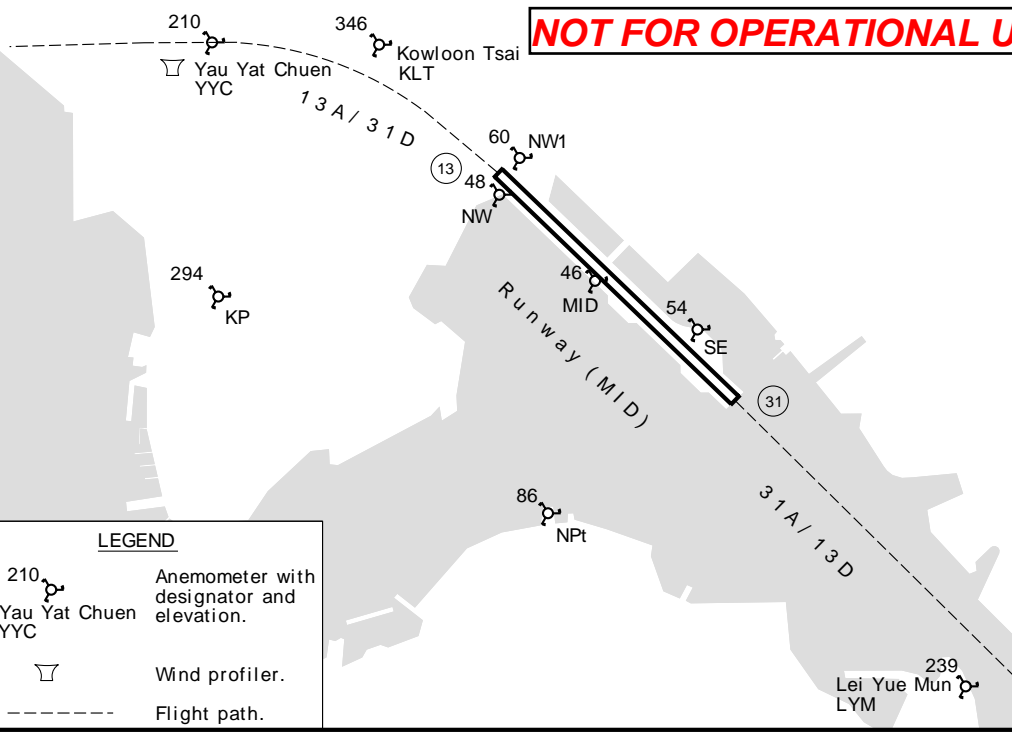 NOT FOR OPERATIONAL U
210
346
Yau Yat Chuen
YYC
Kowloon Tsai
KLT
13A/31D
60
NW1
13
48
NW
294
KP
46
MID
54
SE
Runway (MID)
31
86
NPt
31A/13D
239
Lei Yue Mun
LYM
LEGEND
210
Yau Yat Chuen
YYC
Anemometer with
designator and
elevation.
Wind profiler.
Flight path.